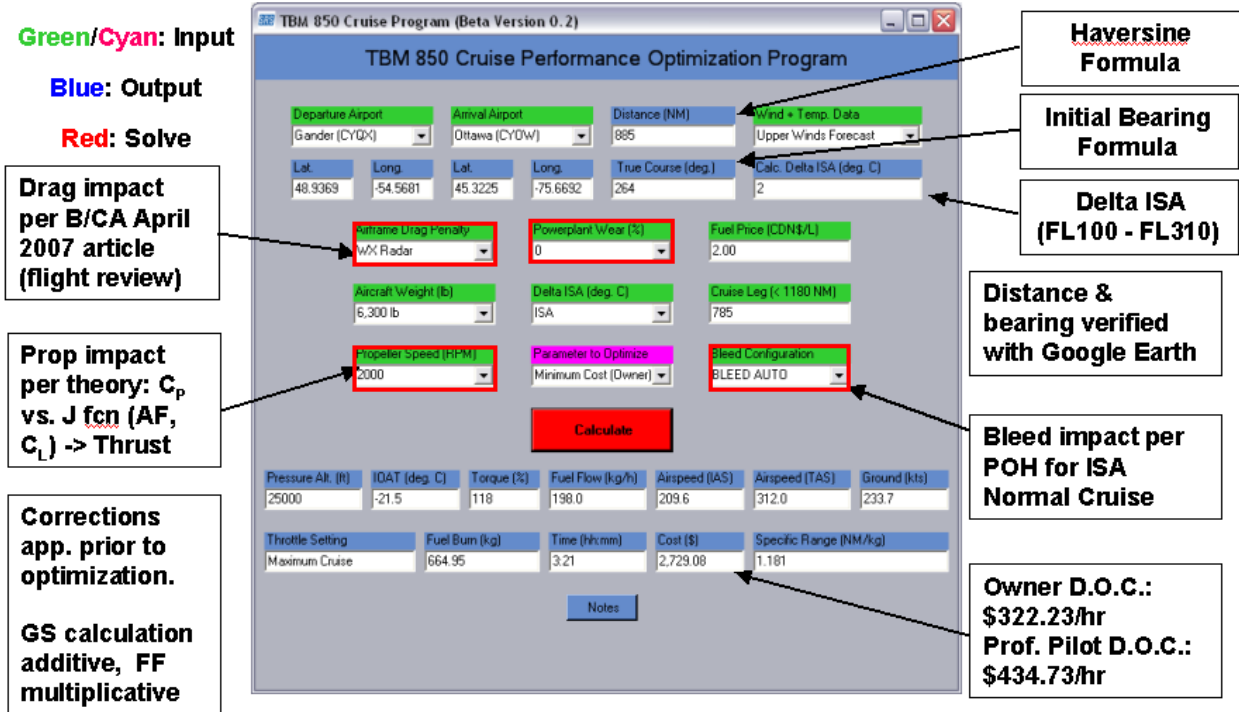 Green/Cyan: Input
Blue: Output
Red: Solve
Drag impact
per B/CA April
2007 article
(flight review)
Prop impact
per theory: CP
vs. J fcn (AF,
CL) -> Thrust
Corrections
app. prior to
optimization.
GS calculation
additive, FF
multiplicative
TBM 850 Cruise Program (Beta Version 0.2)
TBM 850 Cruise Performance Optimization Program
Departure Airport Arrival Airport Distance (NM) Wind + Temp. Data
Gander (CYQX) Ottawa (CYOW) 885 Upper Winds Forecast
Lat. Long. Lat. Long. True Course (deg.) Calc. Delta ISA (deg. C)
48.9369 -54.5681 45.3225 -75.6692 264 2
Airframe Drag Penalty Powerplant Wear (%) Fuel Price (CDN$/L)
WX Radar 0 2.00
Aircraft Weight (lb) Delta ISA (deg. C) Cruise Leg (< 1180 NM)
6,300 lb ISA 785
Propeller Speed (RPM) Parameter to Optimize Bleed Configuration
2000 Minimum Cost (Owner) BLEED AUTO
Calculate
Pressure Alt. (ft) IOAT (deg. C) Torque (%) Fuel Flow (kg/h) Airspeed (IAS) Airspeed (TAS) Ground (kts)
25000 -21.5 118 198.0 209.6 312.0 233.7
Throttle Setting Fuel Burn (kg) Time (hh:mm) Cost ($) Specific Range (NM/kg)
Maximum Cruise 664.95 3:21 2,729.08 1.181
Notes
Haversine
Formula
Initial Bearing
Formula
Delta ISA
(FL100 - FL310)
Distance &
bearing verified
with Google Earth
Bleed impact per
POH for ISA
Normal Cruise
Owner D.O.C.:
$322.23/hr
Prof. Pilot D.O.C.:
$434.73/hr